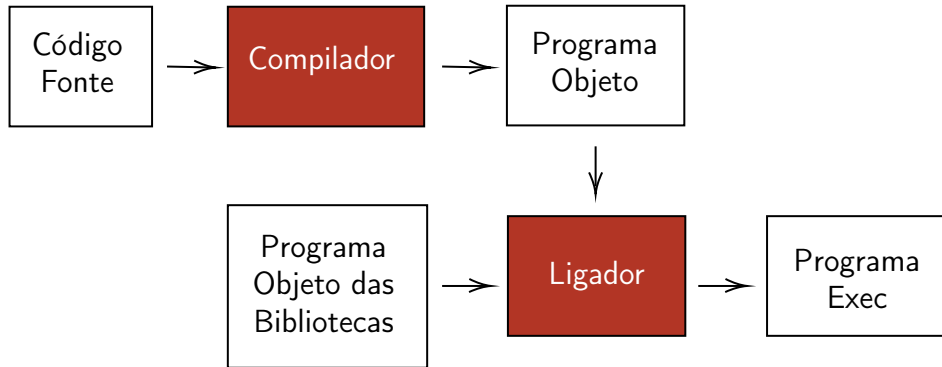 Código
Fonte
Compilador
Programa
Objeto
Programa
Objeto das
Bibliotecas
Ligador
Programa
Exec